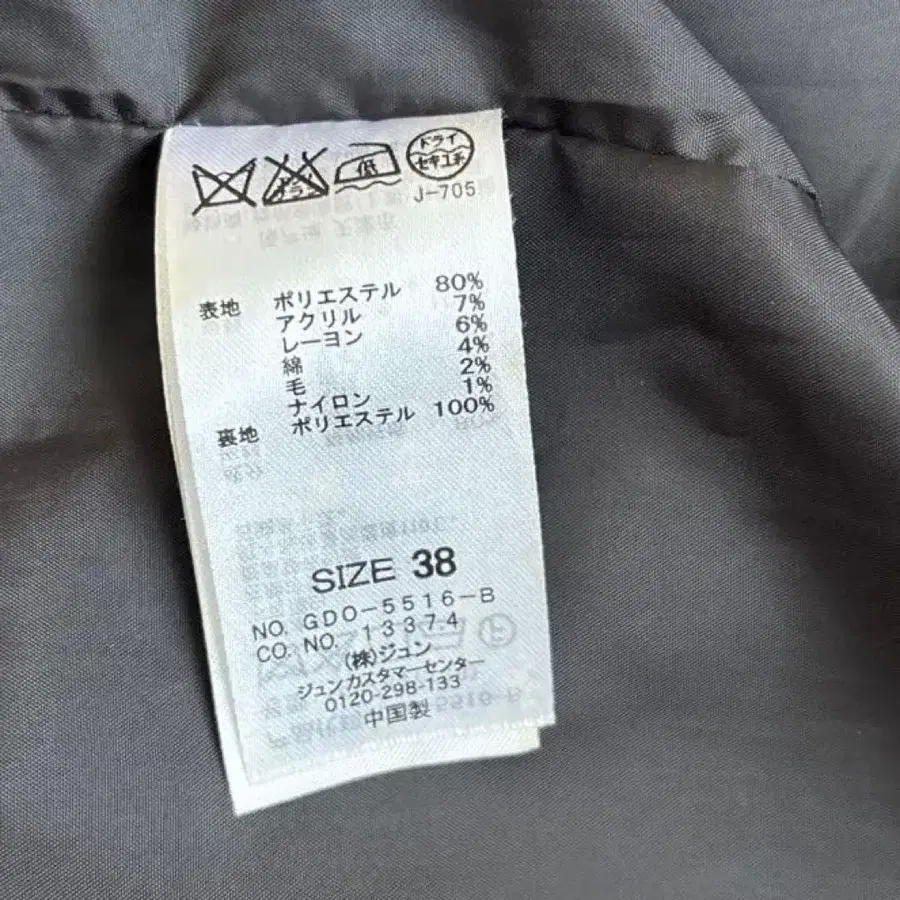 ドライ
セキユ系
低
J-705
表地 ポリエステル 80%
アクリル 7%
レーヨン 6%
綿 4%
毛 2%
ナイロン 1%
裏地 ポリエステル 100%
SIZE 38
NO. GDO-5516-B
CO. NO. 13374
(株)ジュン
ジュンカスタマーセンター
0120-298-133
中国製